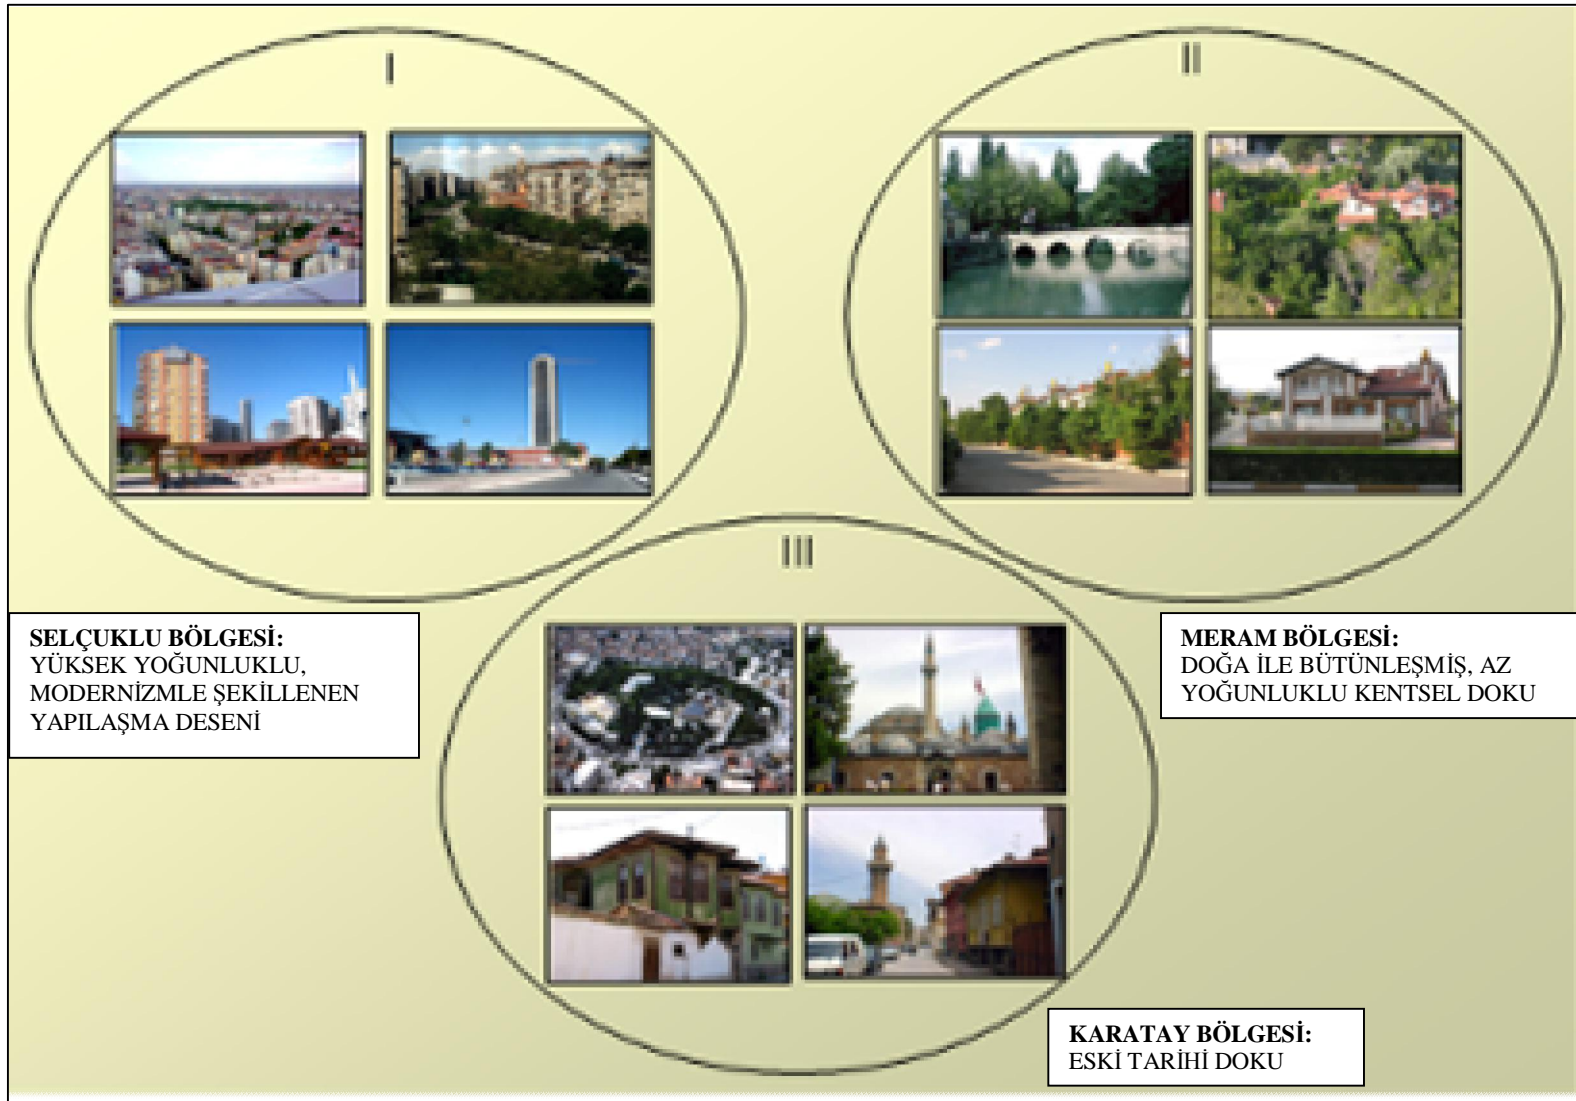 I
II
III
SELÇUKLU BÖLGESİ:
YÜKSEK YOĞUNLUKLU,
MODERNİZMLE ŞEKİLLENEN
YAPILAŞMA DESENİ
MERAM BÖLGESİ:
DOĞA İLE BÜTÜNLEŞMİŞ, AZ
YOĞUNLUKLU KENTSEL DOKU
KARATAY BÖLGESİ:
ESKİ TARİHİ DOKU